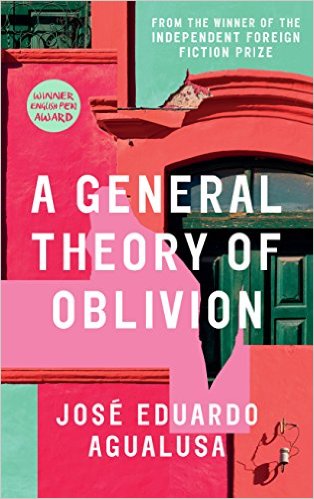 FROM THE WINNER OF THE
INDEPENDENT FOREIGN
FICTION PRIZE
WINNER
ENGLISH PEN
AWARD
A GENERAL
THEORY OF
OBLIVION
JOSÉ EDUARDO
AGUALUSA